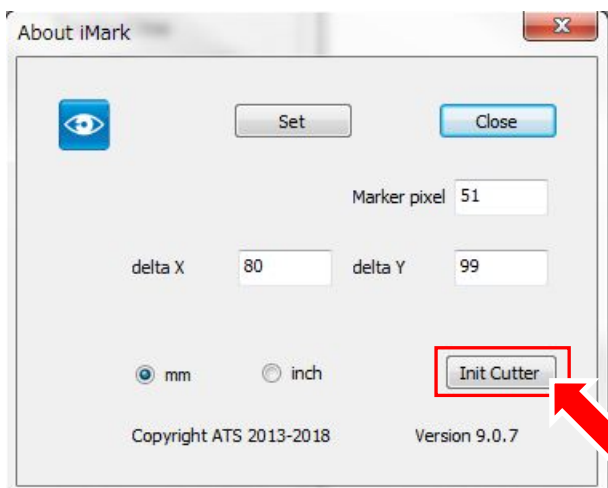 About iMark
Set Close
Marker pixel 51
delta X 80 delta Y 99
mm inch Init Cutter
Copyright ATS 2013-2018 Version 9.0.7